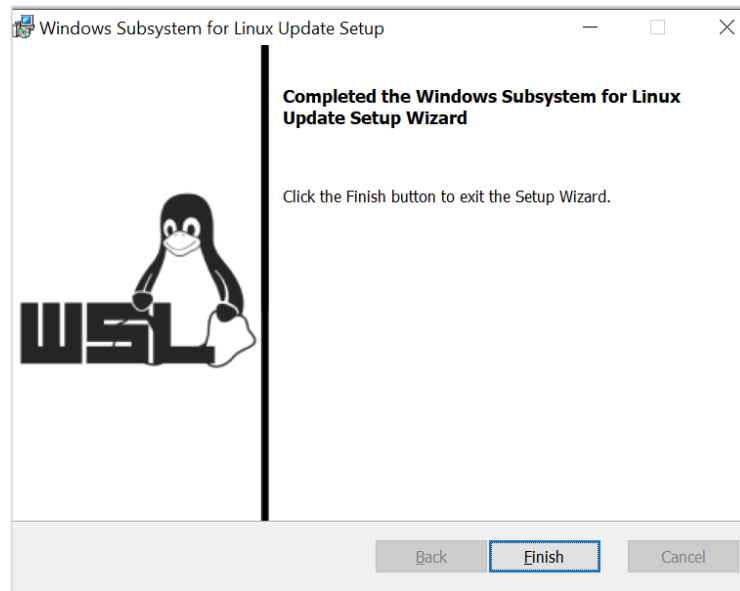 Windows Subsystem for Linux Update Setup
Completed the Windows Subsystem for Linux
Update Setup Wizard
Click the Finish button to exit the Setup Wizard.
WSL
Back
Finish
Cancel